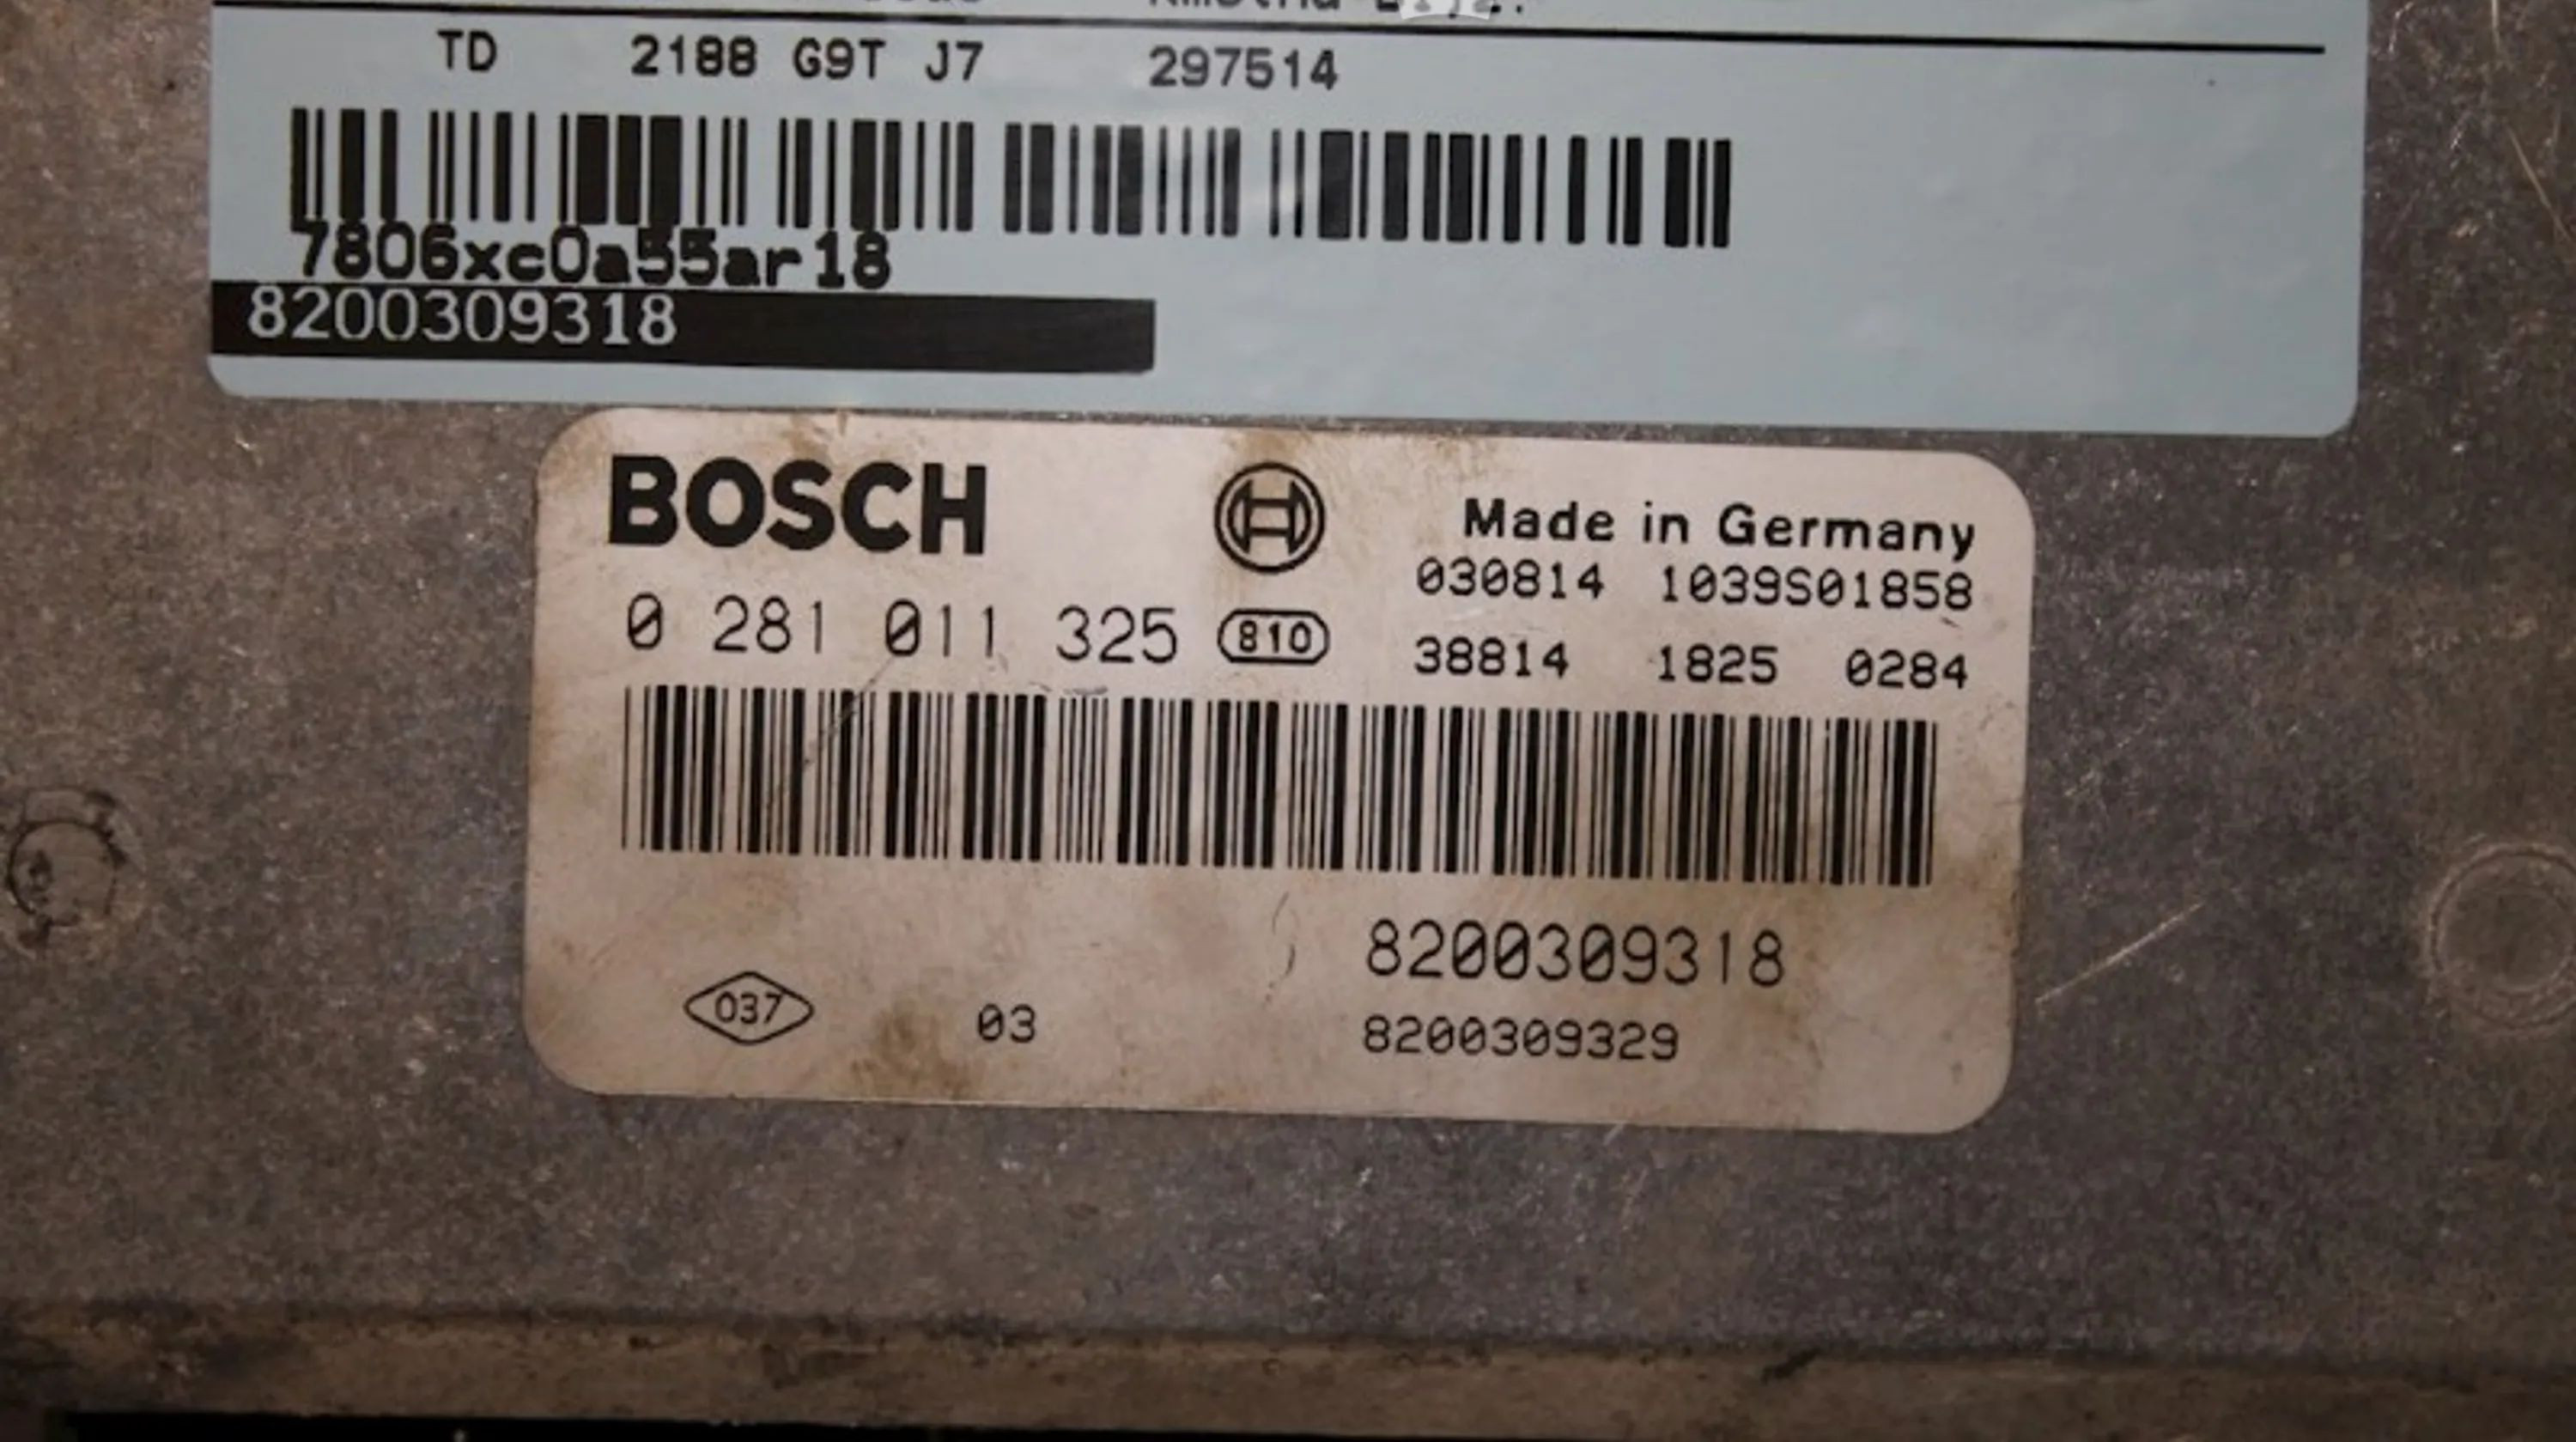 TD 2188 G9T J7 297514
7806xc0a55ar18
8200309318
BOSCH
Made in Germany
030814 1039S01858
0 281 011 325 810
38814 1825 0284
8200309318
037 03
8200309329